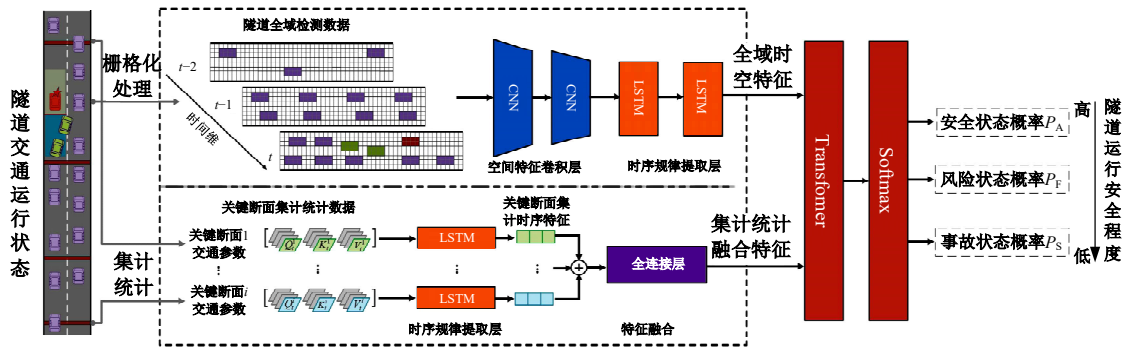 隧道交通运行状态
栅格化
处理
集计
统计
隧道全域检测数据
t−2
t−1
t
时间维
CNN
CNN
LSTM
LSTM
空间特征卷积层
时序规律提取层
全域时
空特征
关键断面集计统计数据
关键断面1
交通参数
关键断面i
交通参数
LSTM
LSTM
时序规律提取层
关键断面集
计时序特征
全连接层
特征融合
集计统计
融合特征
Transfomer
Softmax
安全状态概率PA
风险状态概率PF
事故状态概率PS
高
低
隧道运行安全程度